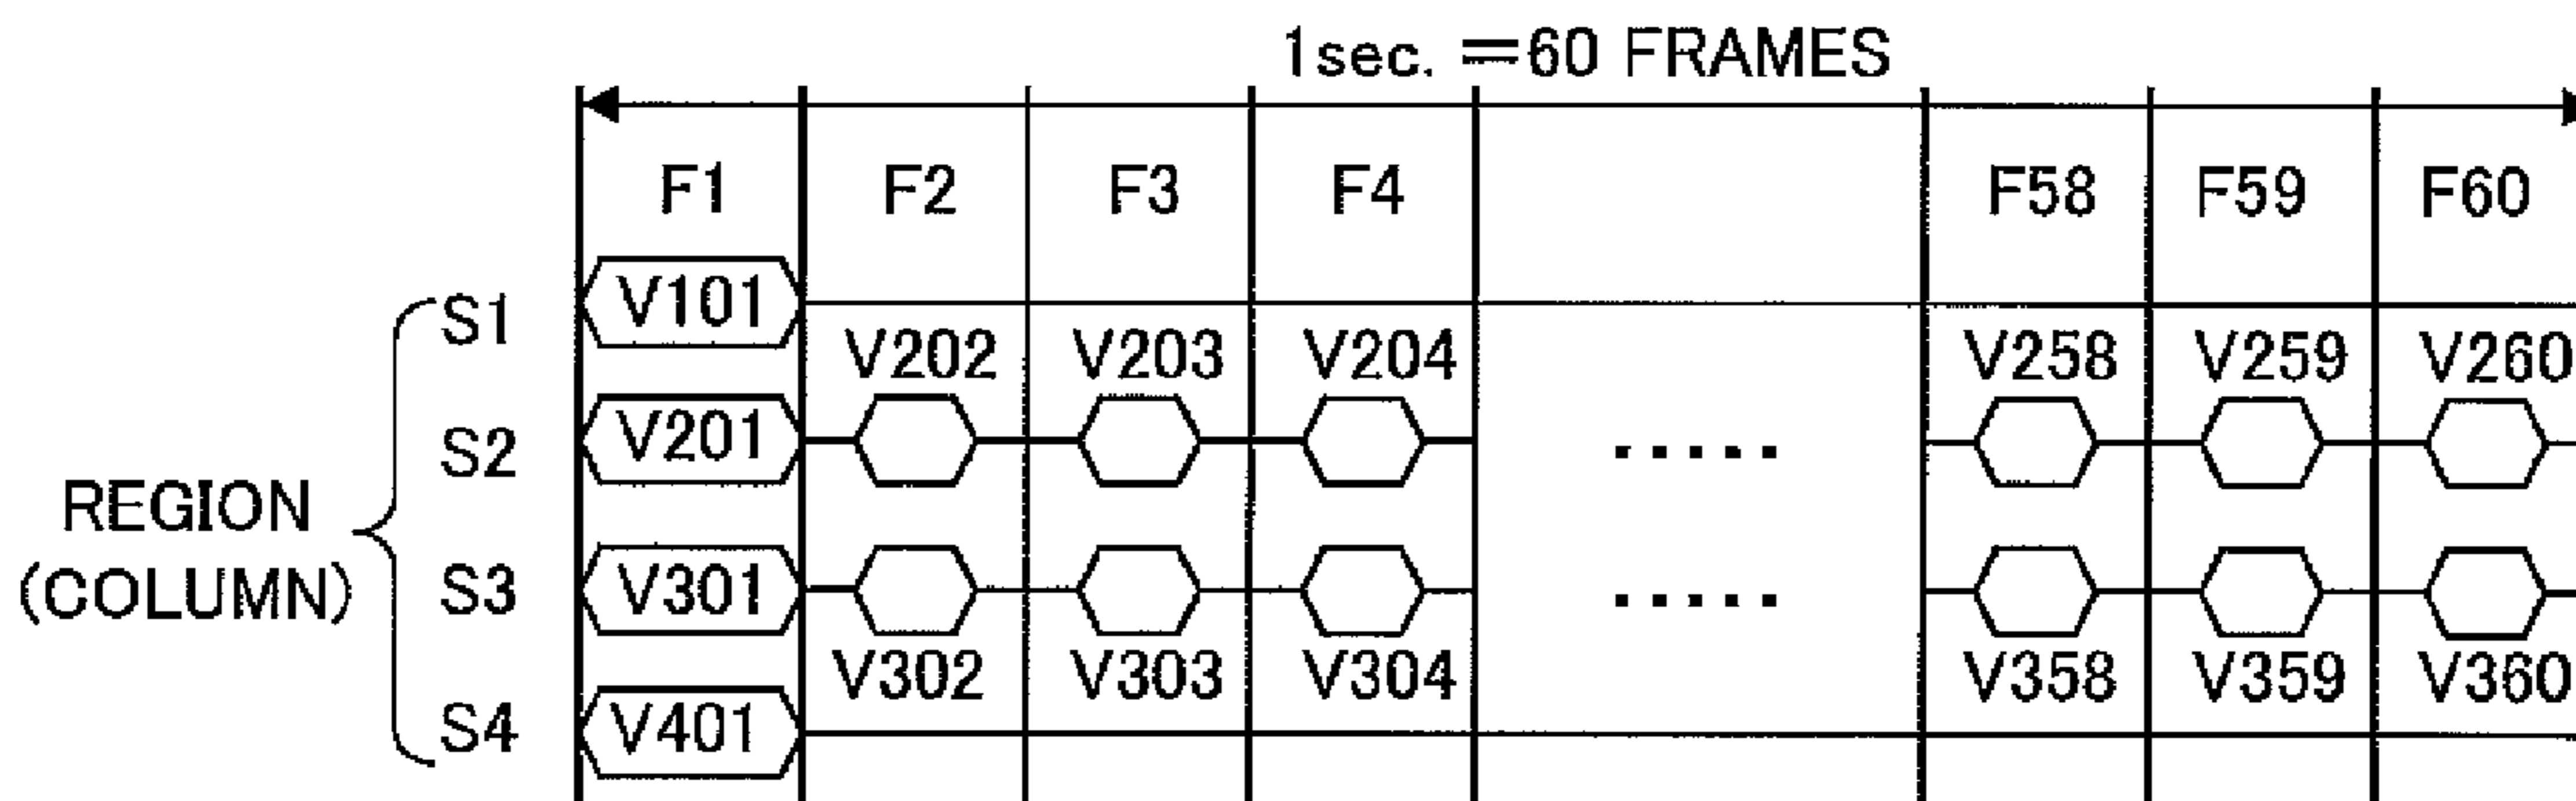 1sec. =60 FRAMES
F1 F2 F3 F4 F58 F59 F60
S1 V101
V202 V203 V204 V258 V259 V260
S2 V201 .....
REGION
(COLUMN)
S3 V301 .....
V302 V303 V304 V358 V359 V360
S4 V401